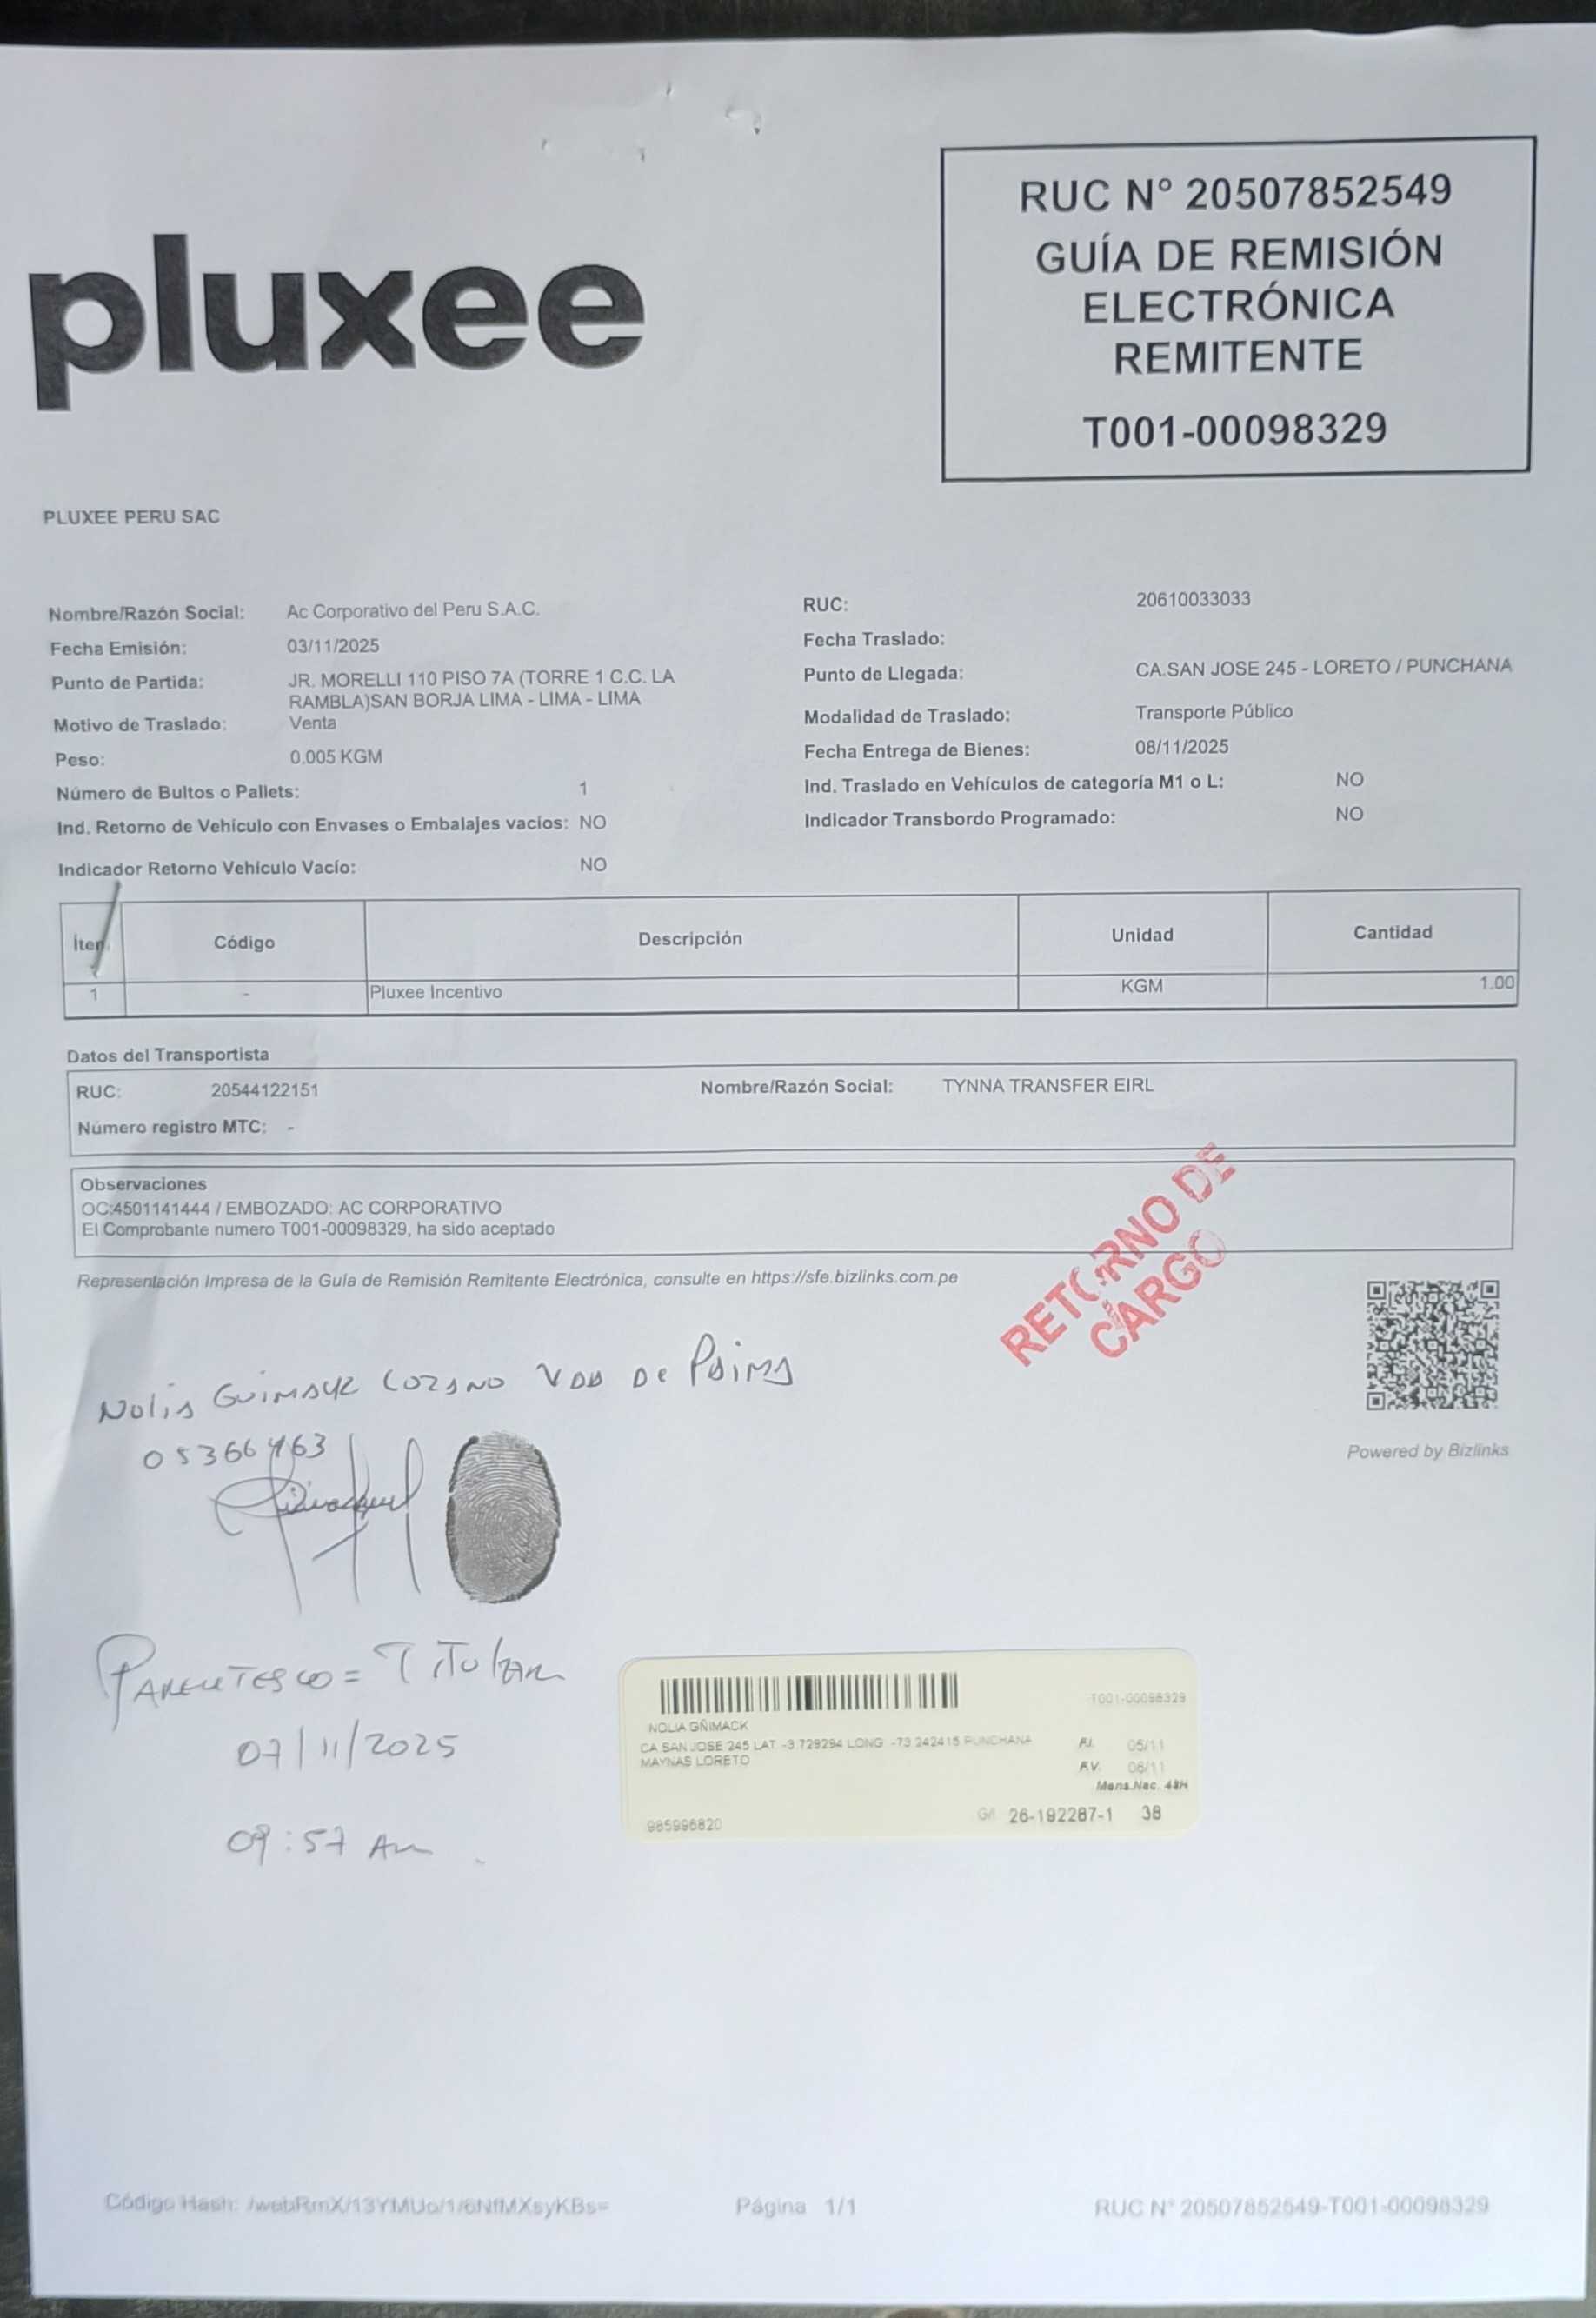 pluxee
RUC N° 20507852549
GUÍA DE REMISIÓN
ELECTRÓNICA
REMITENTE
T001-00098329
PLUXEE PERU SAC
Nombre/Razón Social: Ac Corporativo del Peru S.A.C.
Fecha Emisión: 03/11/2025
Punto de Partida: JR. MORELLI 110 PISO 7A (TORRE 1 C.C. LA
RAMBLA)SAN BORJA LIMA - LIMA - LIMA
Motivo de Traslado: Venta
Peso: 0.005 KGM
Número de Bultos o Pallets: 1
Ind. Retorno de Vehículo con Envases o Embalajes vacíos: NO
Indicador Retorno Vehículo Vacío: NO
RUC: 20610033033
Fecha Traslado:
Punto de Llegada: CA.SAN JOSE 245 - LORETO / PUNCHANA
Modalidad de Traslado: Transporte Público
Fecha Entrega de Bienes: 08/11/2025
Ind. Traslado en Vehículos de categoría M1 o L: NO
Indicador Transbordo Programado: NO
Código Descripción Unidad Cantidad
1 - Pluxee Incentivo KGM 1.00
Datos del Transportista
RUC: 20544122151 Nombre/Razón Social: TYNNA TRANSFER EIRL
Número registro MTC: -
Observaciones
OC:4501141444 / EMBOZADO: AC CORPORATIVO
El Comprobante numero T001-00098329, ha sido aceptado
RETORNO DE
CARGO
Representación Impresa de la Guía de Remisión Remitente Electrónica, consulte en https://sfe.bizlinks.com.pe
Powered by Bizlinks
Nolia Lozano VDA De
PARENTESCO = TITULAR
07/11/2025
09:57 Am
T001-00098329
NOLIA GÑIMACK
CA SAN JOSE 245 LAT -3.729294 LONG -73.242415 PUNCHANA
MAYNAS LORETO
F.I. 05/11
F.V. 06/11
Mens.Nac. 48H
985996820
G/I 26-192287-1 38
Página 1/1
RUC N° 20507852549-T001-00098329